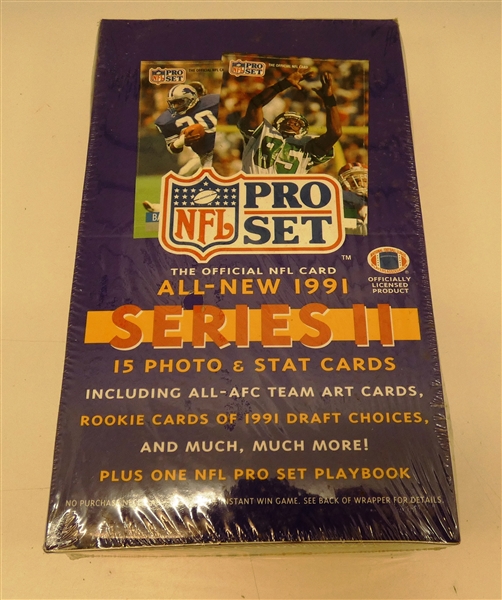 PRO SET
PRO SET
NFL
PRO
SET
™
THE OFFICIAL NFL CARD
ALL-NEW 1991
OFFICIALLY
LICENSED
PRODUCT
SERIES II
15 PHOTO & STAT CARDS
INCLUDING ALL-AFC TEAM ART CARDS,
ROOKIE CARDS OF 1991 DRAFT CHOICES,
AND MUCH, MUCH MORE!
PLUS ONE NFL PRO SET PLAYBOOK
NO PURCHASE INSTANT WIN GAME. SEE BACK OF WRAPPER FOR DETAILS.